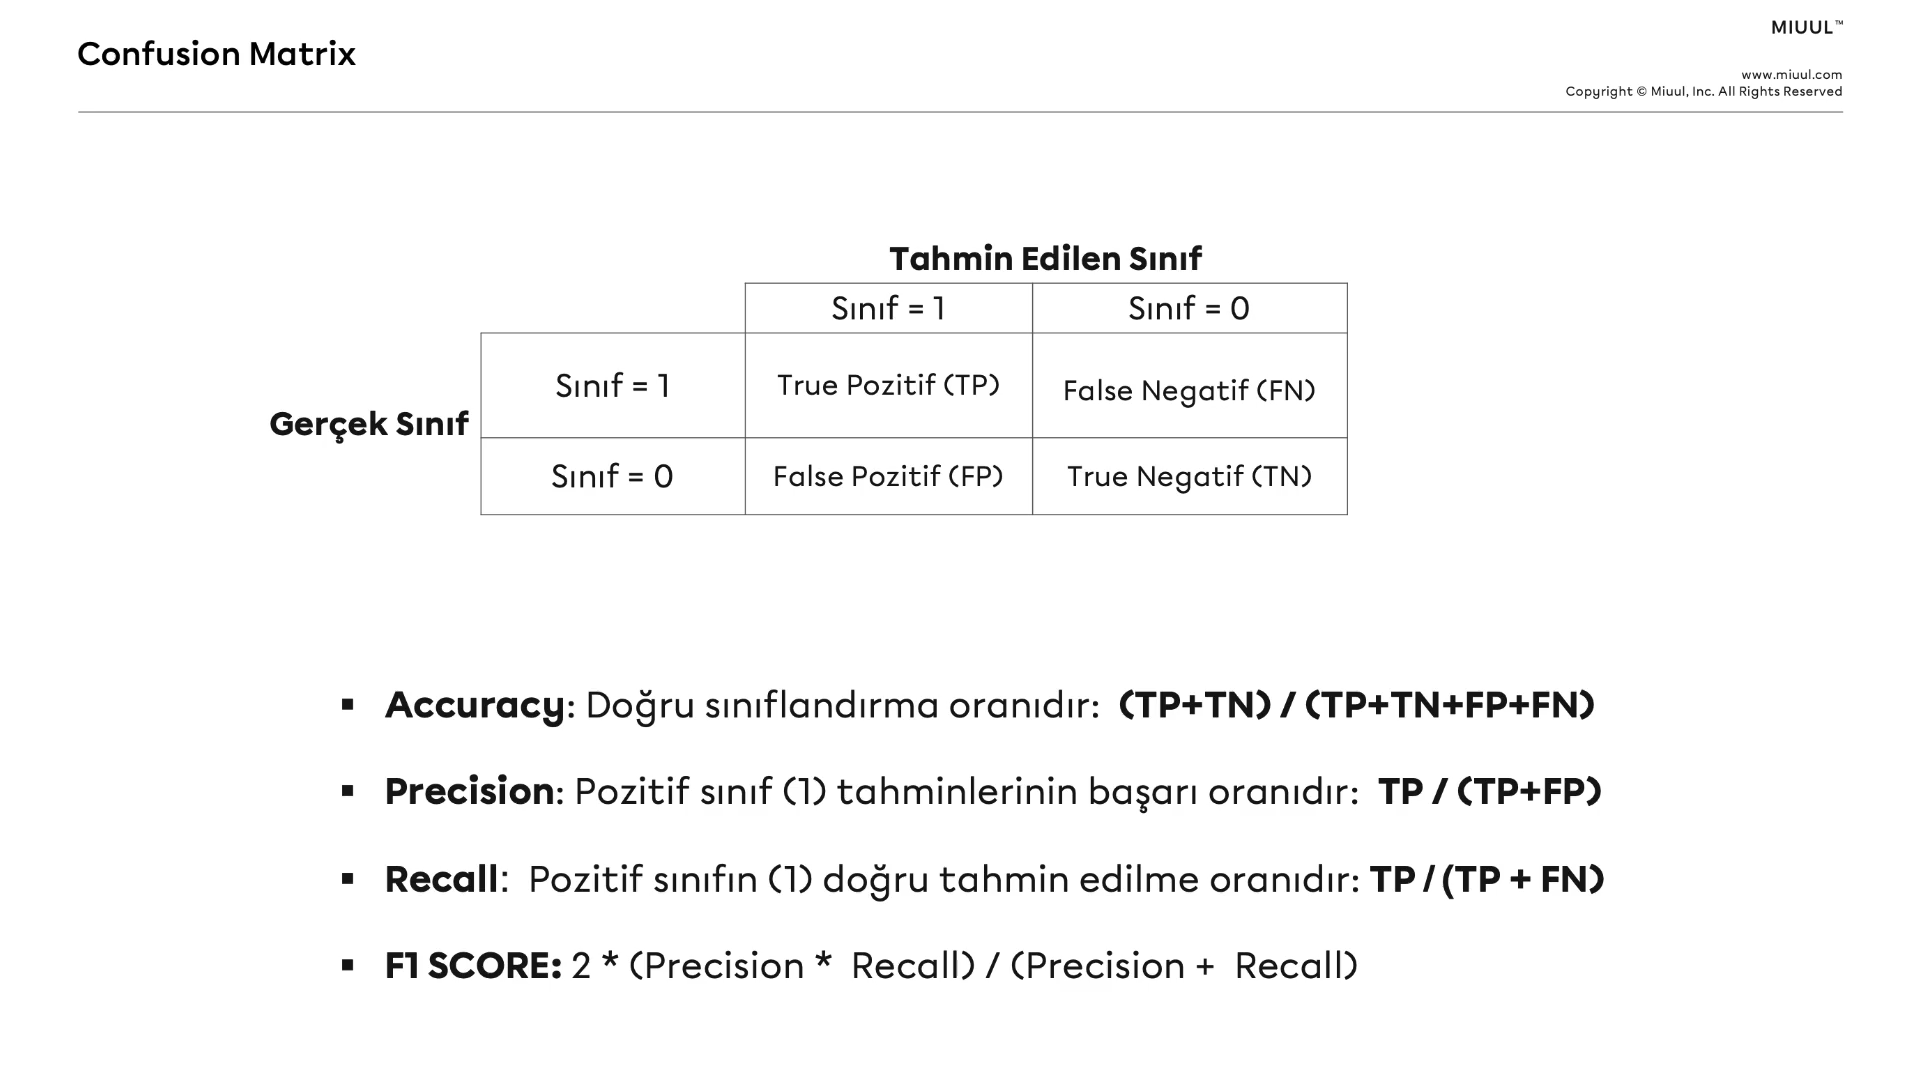 MIUUL™
Confusion Matrix
www.miuul.com
Copyright © Miuul, Inc. All Rights Reserved
Tahmin Edilen Sınıf
Sınıf = 1 Sınıf = 0
Gerçek Sınıf
Sınıf = 1 True Pozitif (TP) False Negatif (FN)
Sınıf = 0 False Pozitif (FP) True Negatif (TN)
▪ Accuracy: Doğru sınıflandırma oranıdır: (TP+TN) / (TP+TN+FP+FN)
▪ Precision: Pozitif sınıf (1) tahminlerinin başarı oranıdır: TP / (TP+FP)
▪ Recall: Pozitif sınıfın (1) doğru tahmin edilme oranıdır: TP / (TP + FN)
▪ F1 SCORE: 2 * (Precision * Recall) / (Precision + Recall)